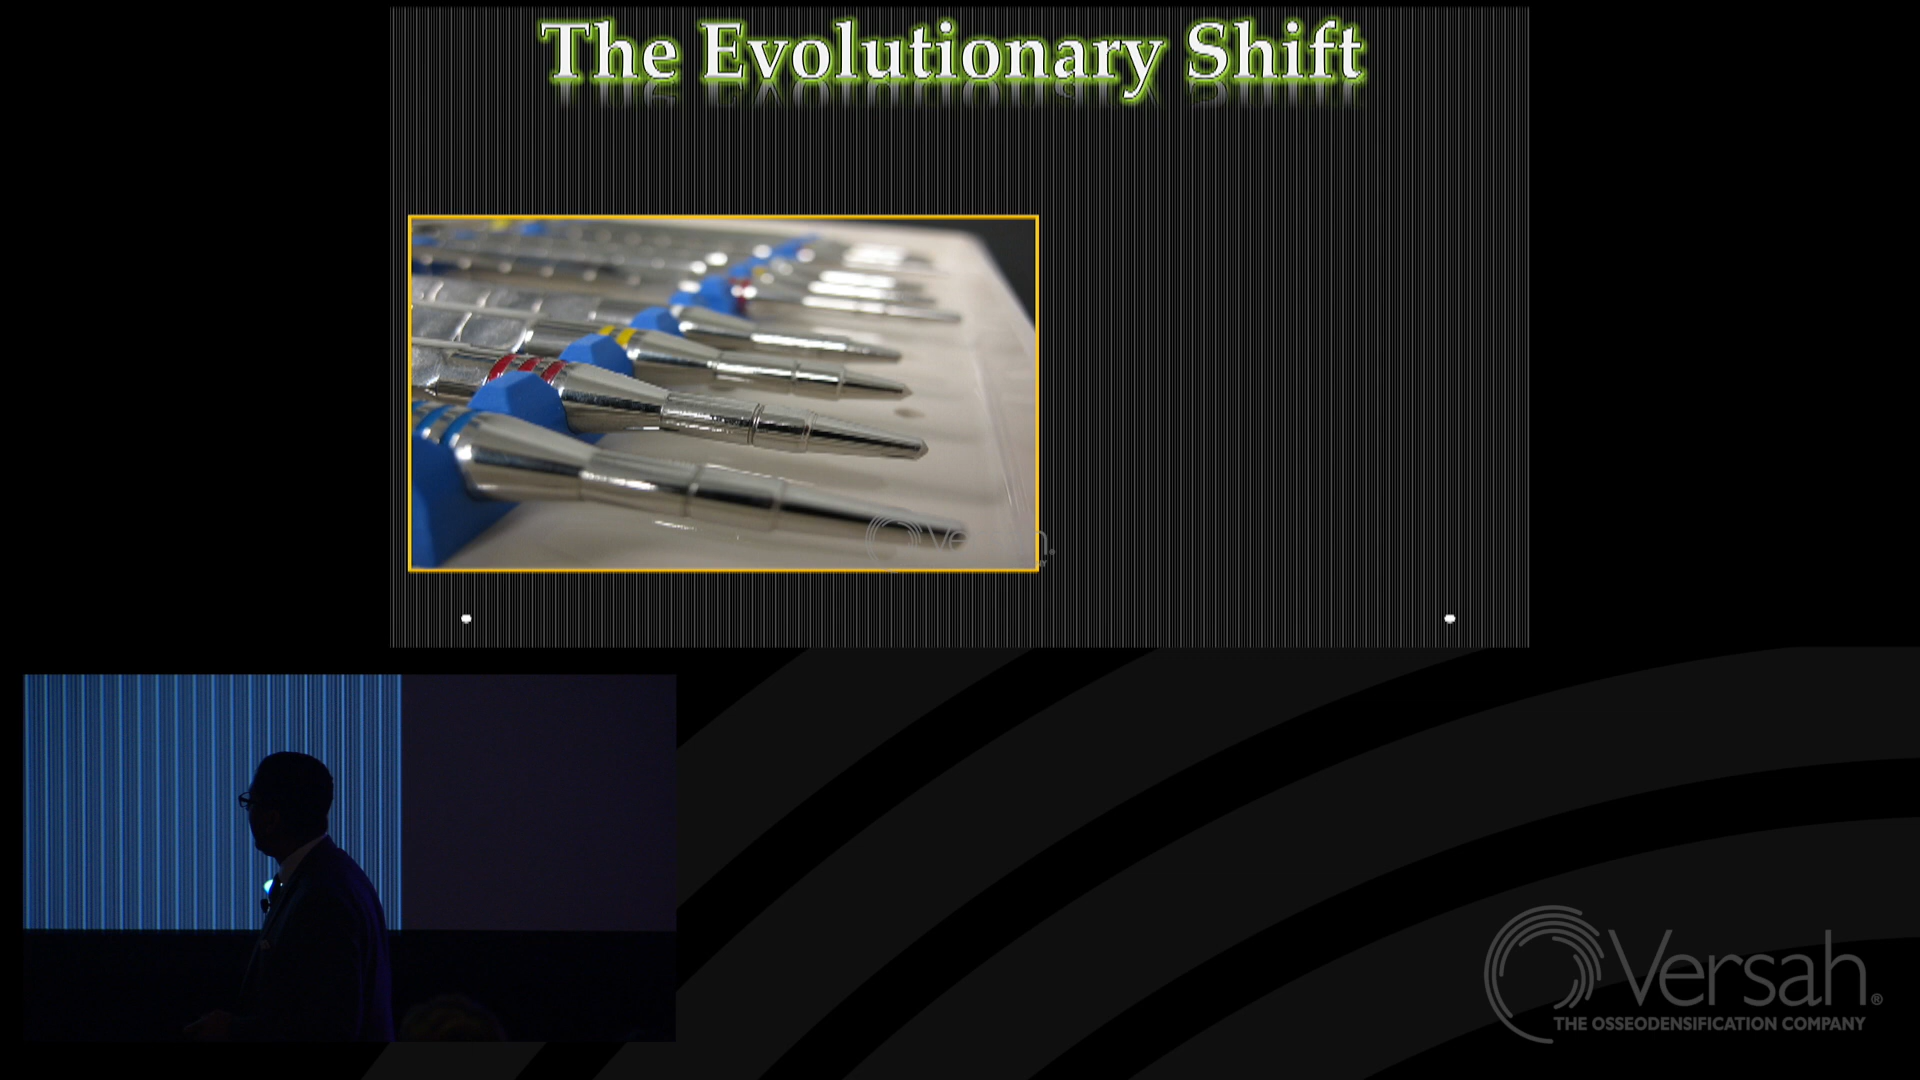 The Evolutionary Shift
Versah®
THE OSSEODENSIFICATION COMPANY